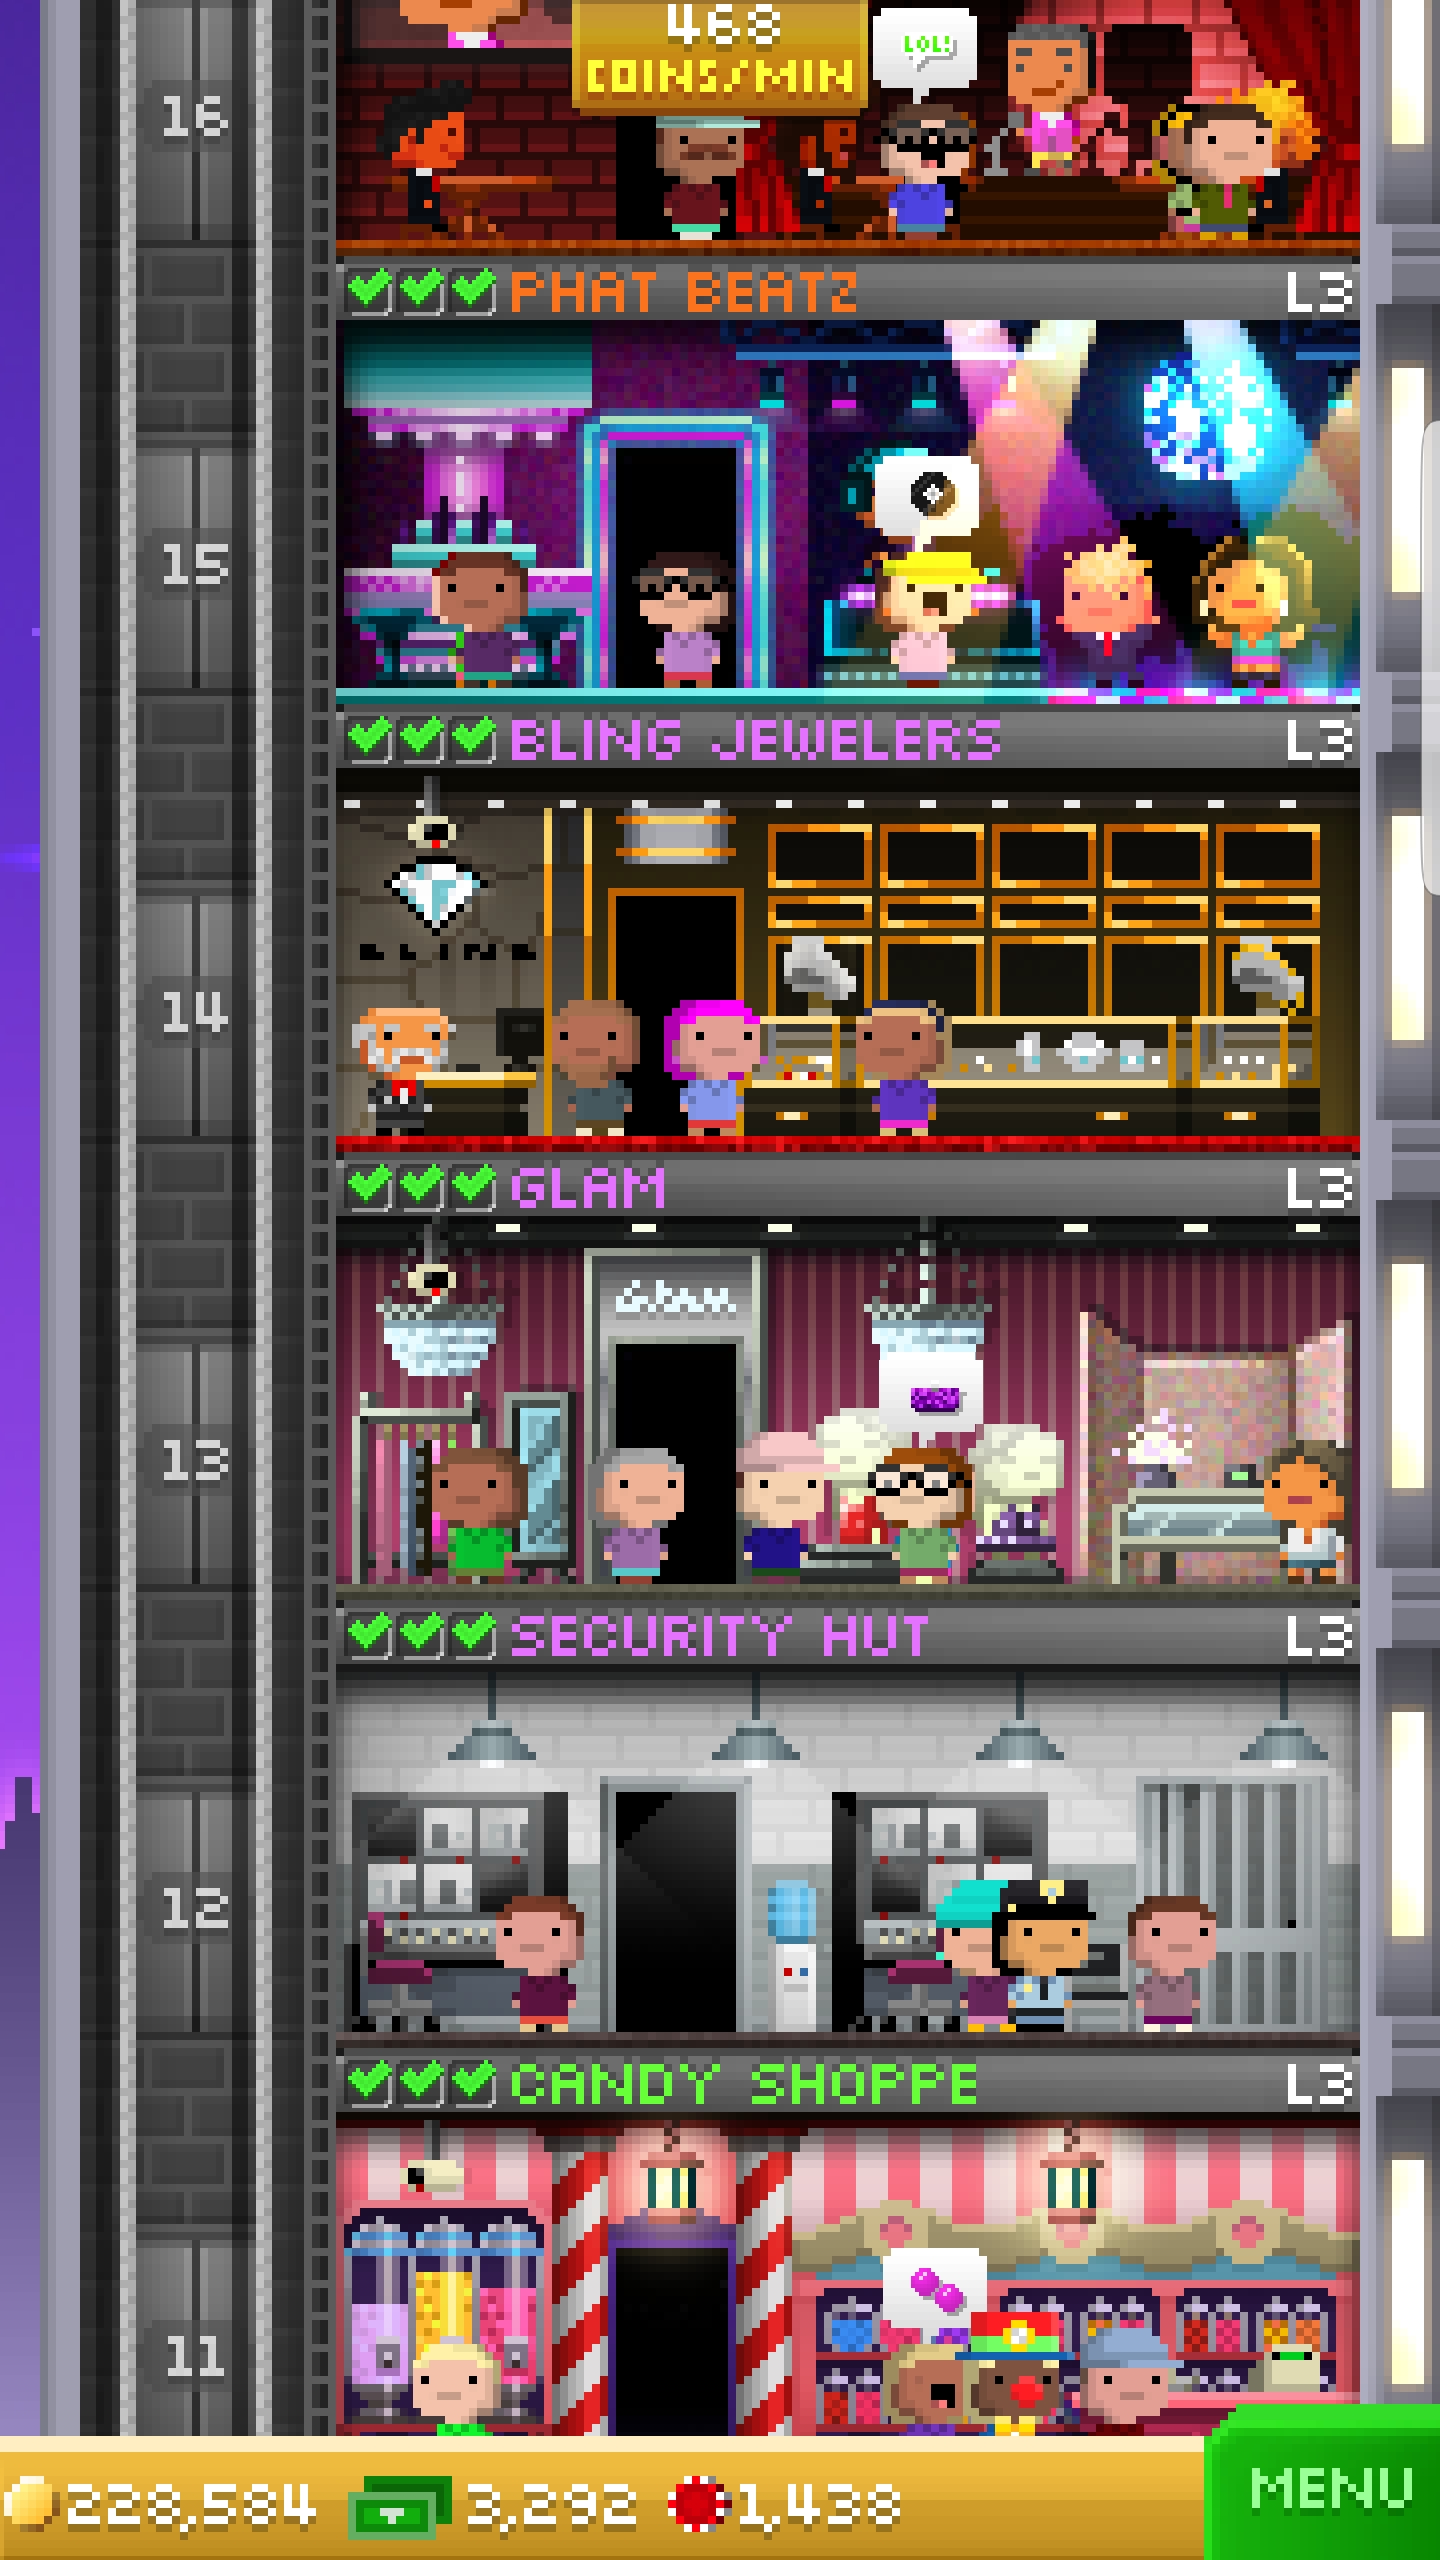 468
COINS/MIN
LOL!
16
PHAT BEATZ L3
15
BLING JEWELERS L3
BLING
14
GLAM L3
Glam
13
SECURITY HUT L3
12
CANDY SHOPPE L3
11
228,584 3,292 1,438 MENU